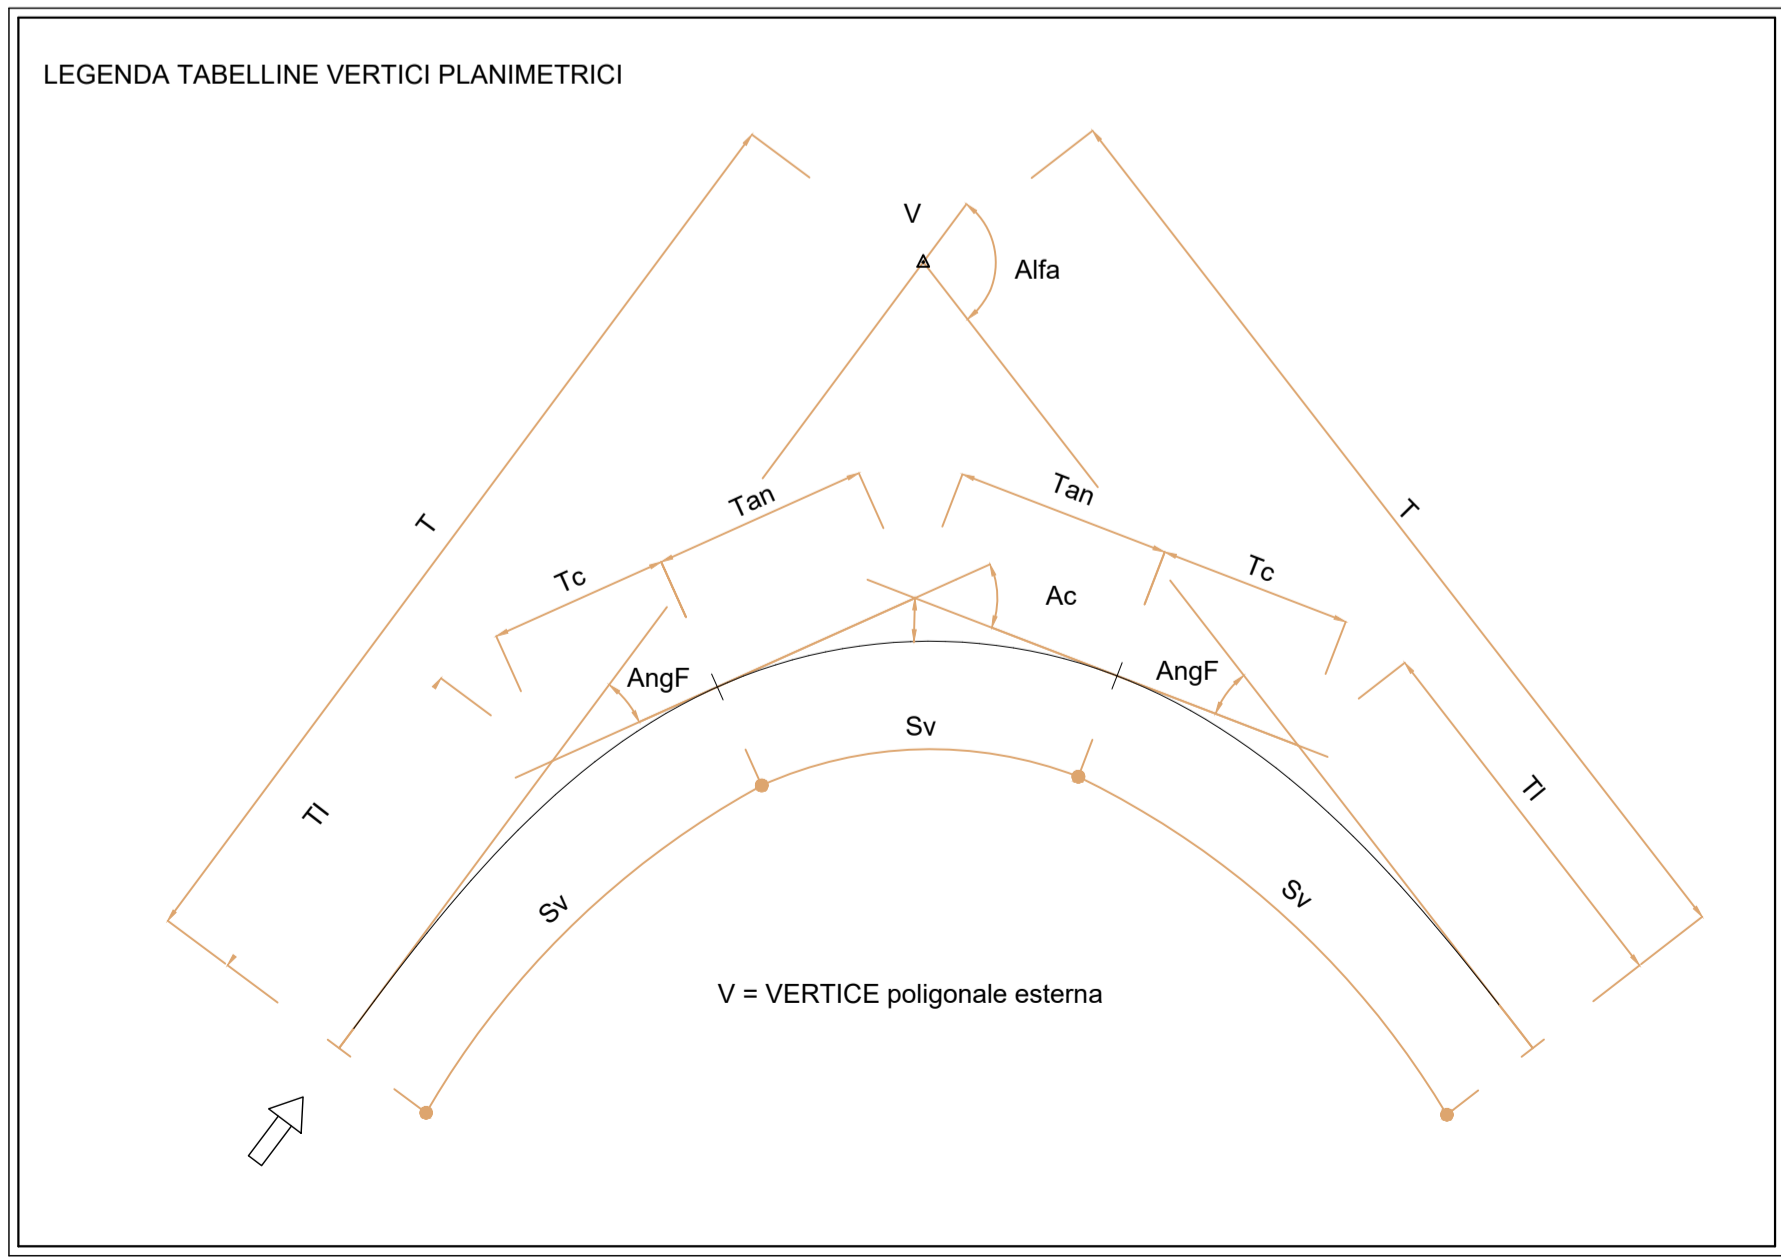 LEGENDA TABELLINE VERTICI PLANIMETRICI
V
Alfa
T
T
Tan
Tan
Tc
Tc
Ac
AngF
AngF
Sv
Tl
Tl
Sv
Sv
V = VERTICE poligonale esterna